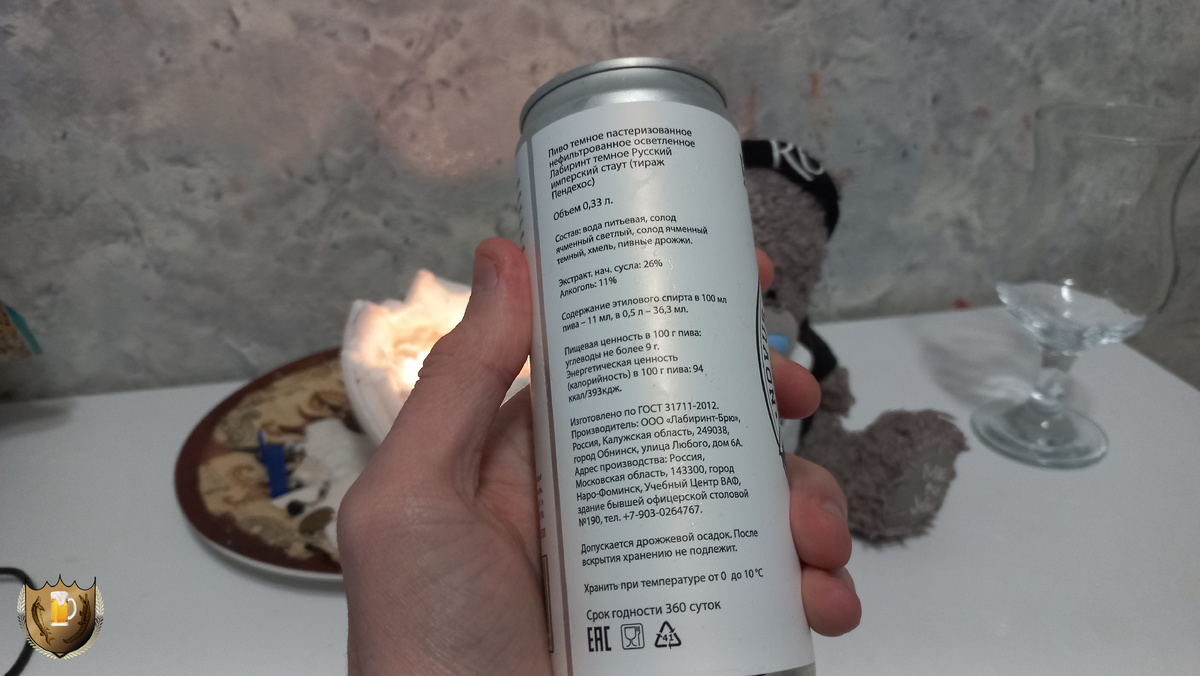 Пиво темное пастеризованное
нефильтрованное осветленное
Лабиринт темное Русский
имперский стаут (тираж
Пендехос)
Объем 0,33 л.
Состав: вода питьевая, солод
ячменный светлый, солод ячменный
темный, хмель, пивные дрожжи.
Экстракт. нач. сусла: 26%
Алкоголь: 11%
Содержание этилового спирта в 100 мл
пива – 11 мл, в 0,5 л – 36,3 мл.
Пищевая ценность в 100 г пива:
углеводы не более 9 г.
Энергетическая ценность
(калорийность) в 100 г пива: 94
ккал/393кдж.
Изготовлено по ГОСТ 31711-2012.
Производитель: ООО «Лабиринт-Брю»,
Россия, Калужская область, 249038,
город Обнинск, улица Любого, дом 6А.
Адрес производства: Россия,
Московская область, 143300, город
Наро-Фоминск, Учебный Центр ВАФ,
здание бывшей офицерской столовой
№190, тел. +7-903-0264767.
Допускается дрожжевой осадок. После
вскрытия хранению не подлежит.
Хранить при температуре от 0 до 10 °С
Срок годности 360 суток
ЕАС
41